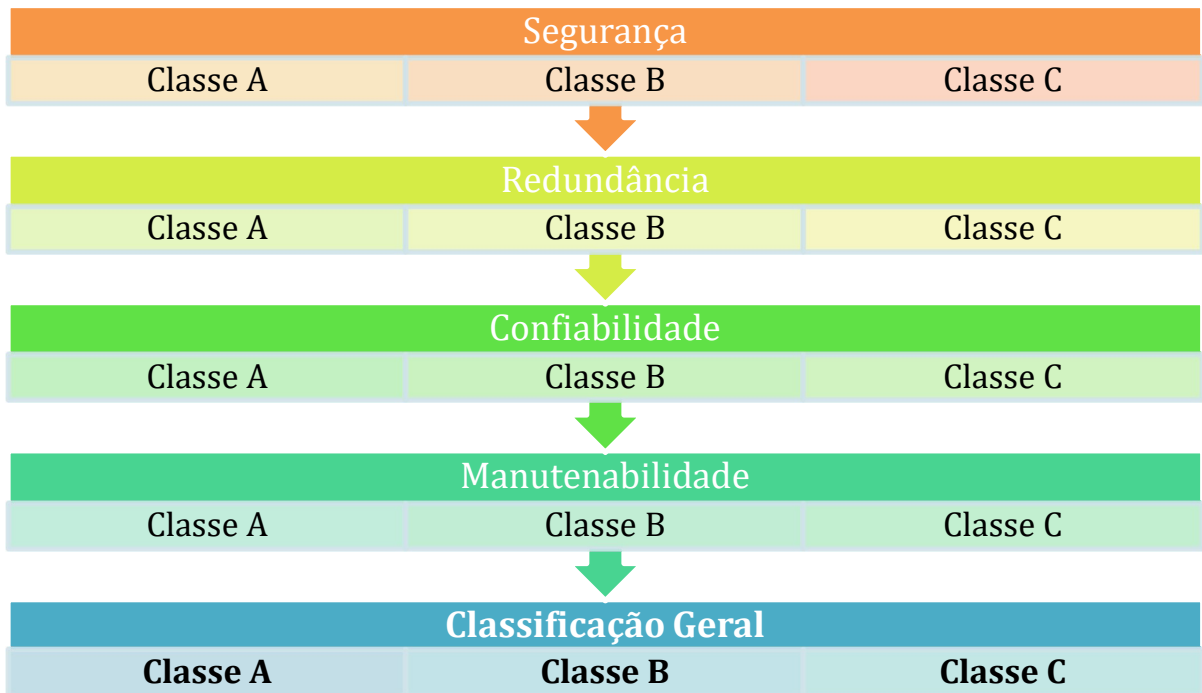 Segurança
Classe A Classe B Classe C
Redundância
Classe A Classe B Classe C
Confiabilidade
Classe A Classe B Classe C
Manutenabilidade
Classe A Classe B Classe C
Classificação Geral
Classe A Classe B Classe C